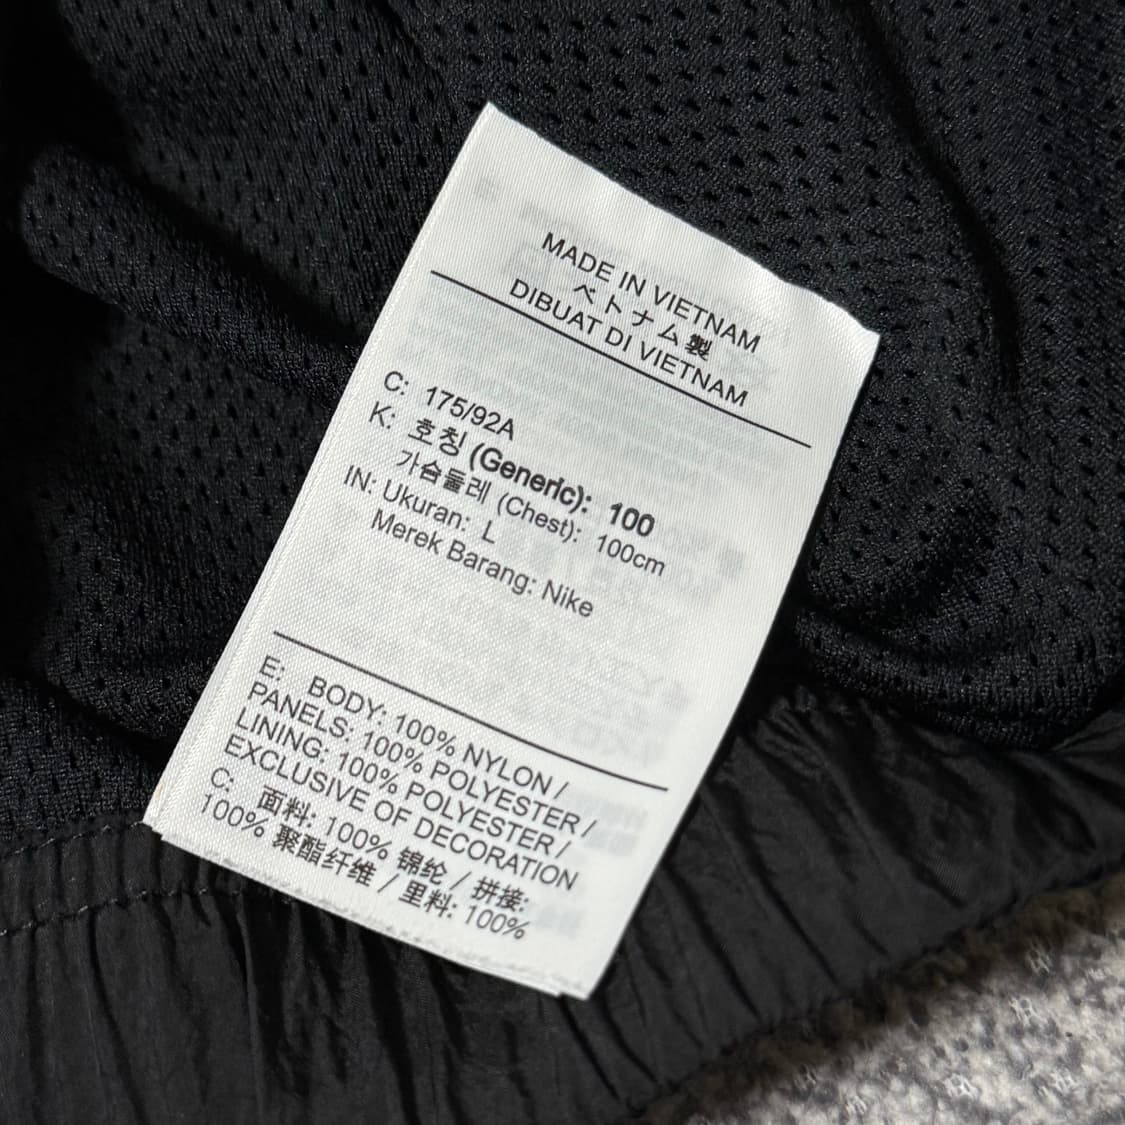 MADE IN VIETNAM
ベトナム製
DIBUAT DI VIETNAM
C: 175/92A
K: 호칭 (Generic): 100
가슴둘레 (Chest): 100cm
IN: Ukuran: L
Merek Barang: Nike
E: BODY: 100% NYLON /
PANELS: 100% POLYESTER /
LINING: 100% POLYESTER /
EXCLUSIVE OF DECORATION
C: 面料: 100% 锦纶 / 拼接:
100% 聚酯纤维 / 里料: 100%